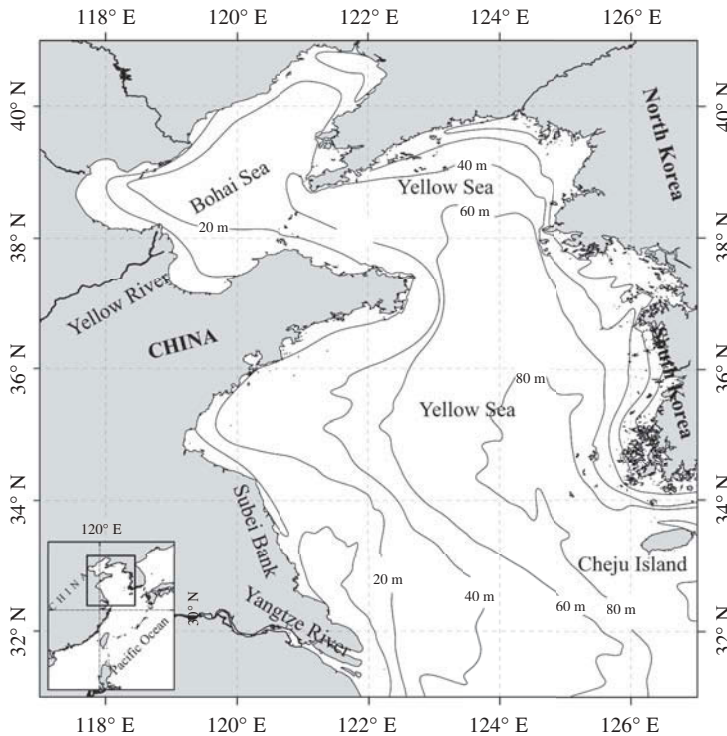 118° E
120° E
122° E
124° E
126° E
40° N
40° N
North Korea
Bohai Sea
40 m
Yellow Sea
60 m
20 m
38° N
38° N
Yellow River
CHINA
South Korea
36° N
36° N
80 m
Yellow Sea
34° N
34° N
Subei Bank
120° E
Cheju Island
CHINA
20 m
40 m
60 m
80 m
30° N
Yangtze River
32° N
32° N
Pacific Ocean
118° E
120° E
122° E
124° E
126° E